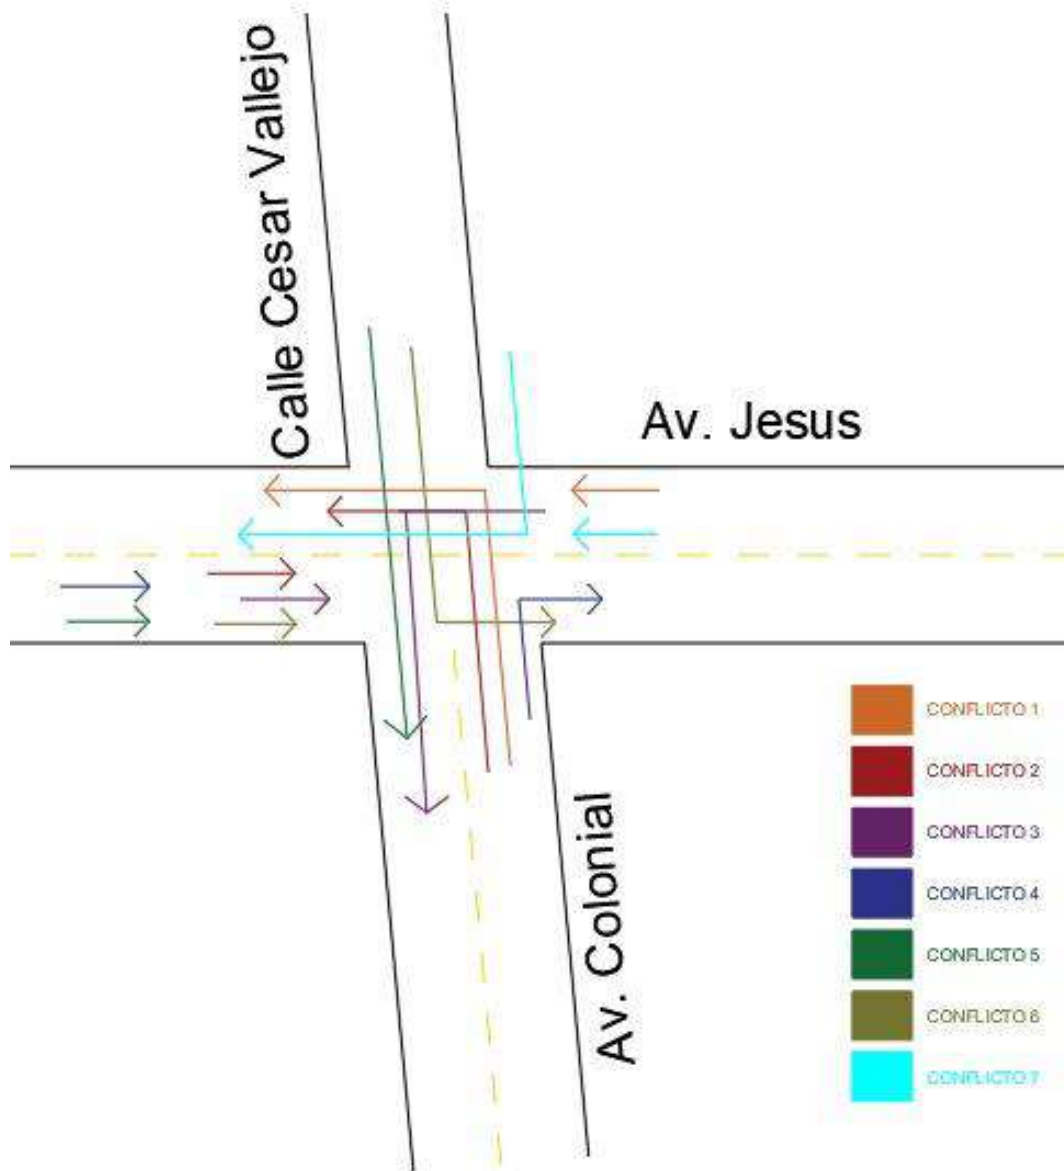 Calle Cesar Vallejo
Av. Jesus
Av. Colonial
CONFLICTO 1
CONFLICTO 2
CONFLICTO 3
CONFLICTO 4
CONFLICTO 5
CONFLICTO 6
CONFLICTO 7